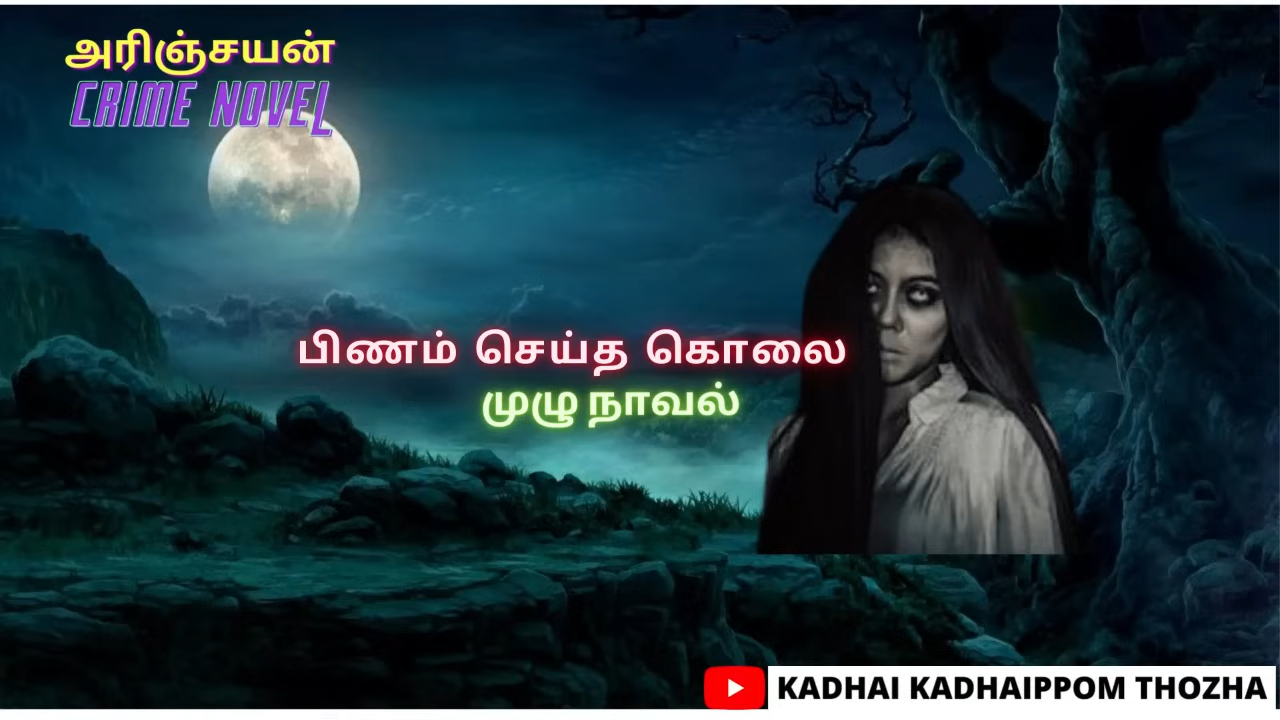 அரிஞ்சயன்
CRIME NOVEL
பிணம் செய்த கொலை
முழு நாவல்
KADHAI KADHAIPPOM THOZHA